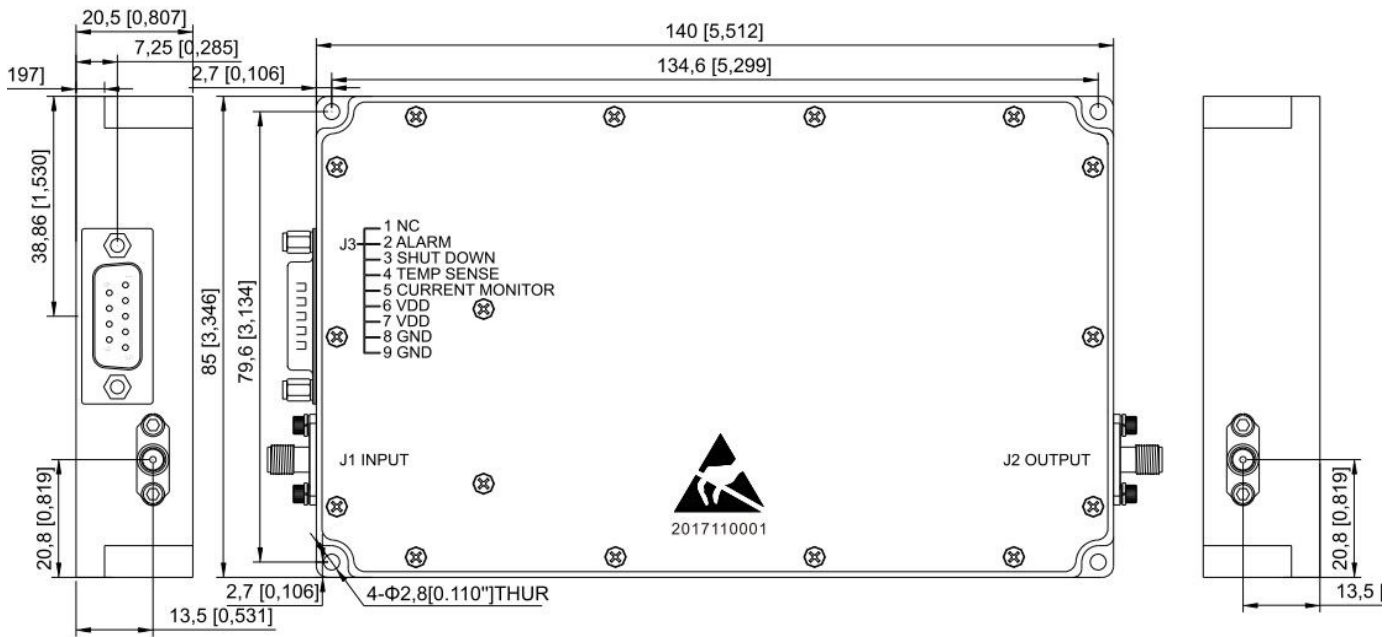 20,5 [0,807]
7,25 [0,285]
197]
2,7 [0,106]
140 [5,512]
134,6 [5,299]
38,86 [1,530]
85 [3,346]
79,6 [3,134]
J3
1 NC
2 ALARM
3 SHUT DOWN
4 TEMP SENSE
5 CURRENT MONITOR
6 VDD
7 VDD
8 GND
9 GND
J1 INPUT
J2 OUTPUT
2017110001
20,8 [0,819]
20,8 [0,819]
2,7 [0,106]
4-Φ2,8[0.110"]THUR
13,5 [0,531]
13,5 [